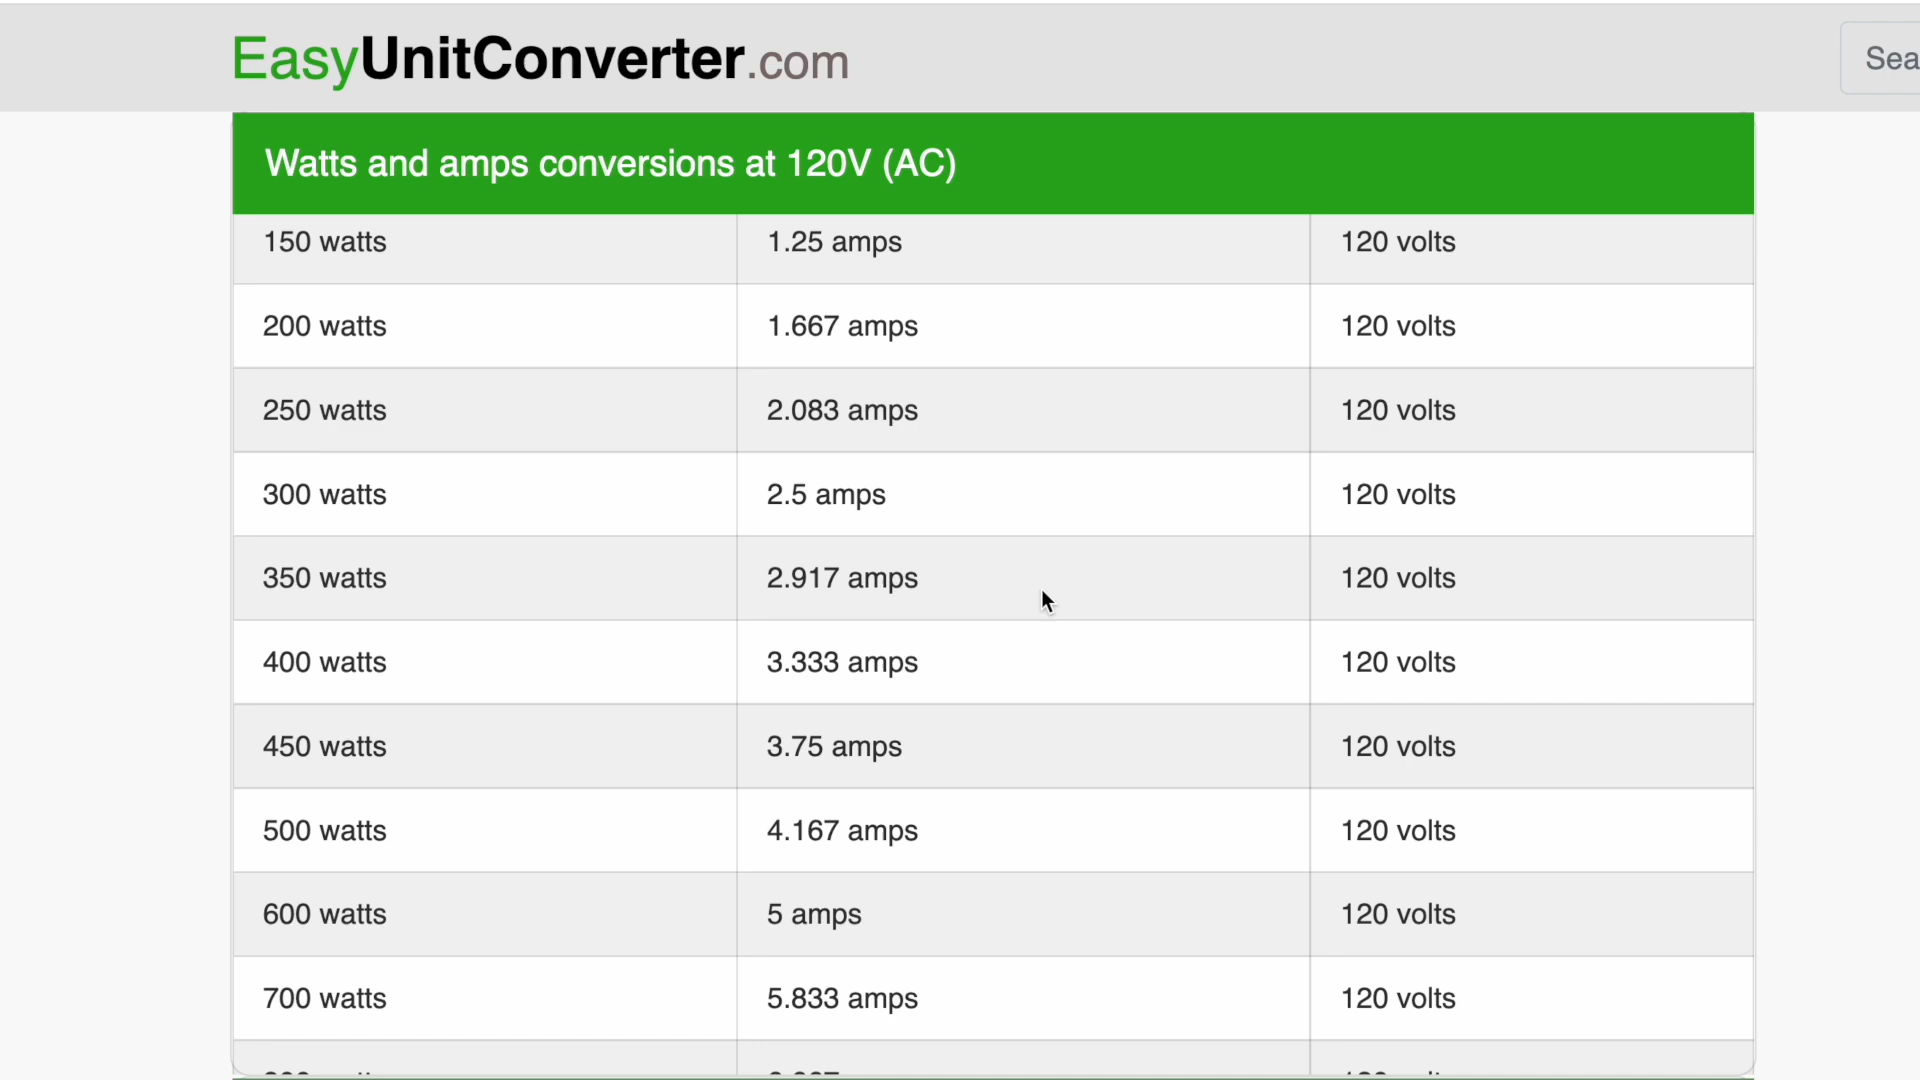 EasyUnitConverter.com
Sea
Watts and amps conversions at 120V (AC)
150 watts 1.25 amps 120 volts
200 watts 1.667 amps 120 volts
250 watts 2.083 amps 120 volts
300 watts 2.5 amps 120 volts
350 watts 2.917 amps 120 volts
400 watts 3.333 amps 120 volts
450 watts 3.75 amps 120 volts
500 watts 4.167 amps 120 volts
600 watts 5 amps 120 volts
700 watts 5.833 amps 120 volts